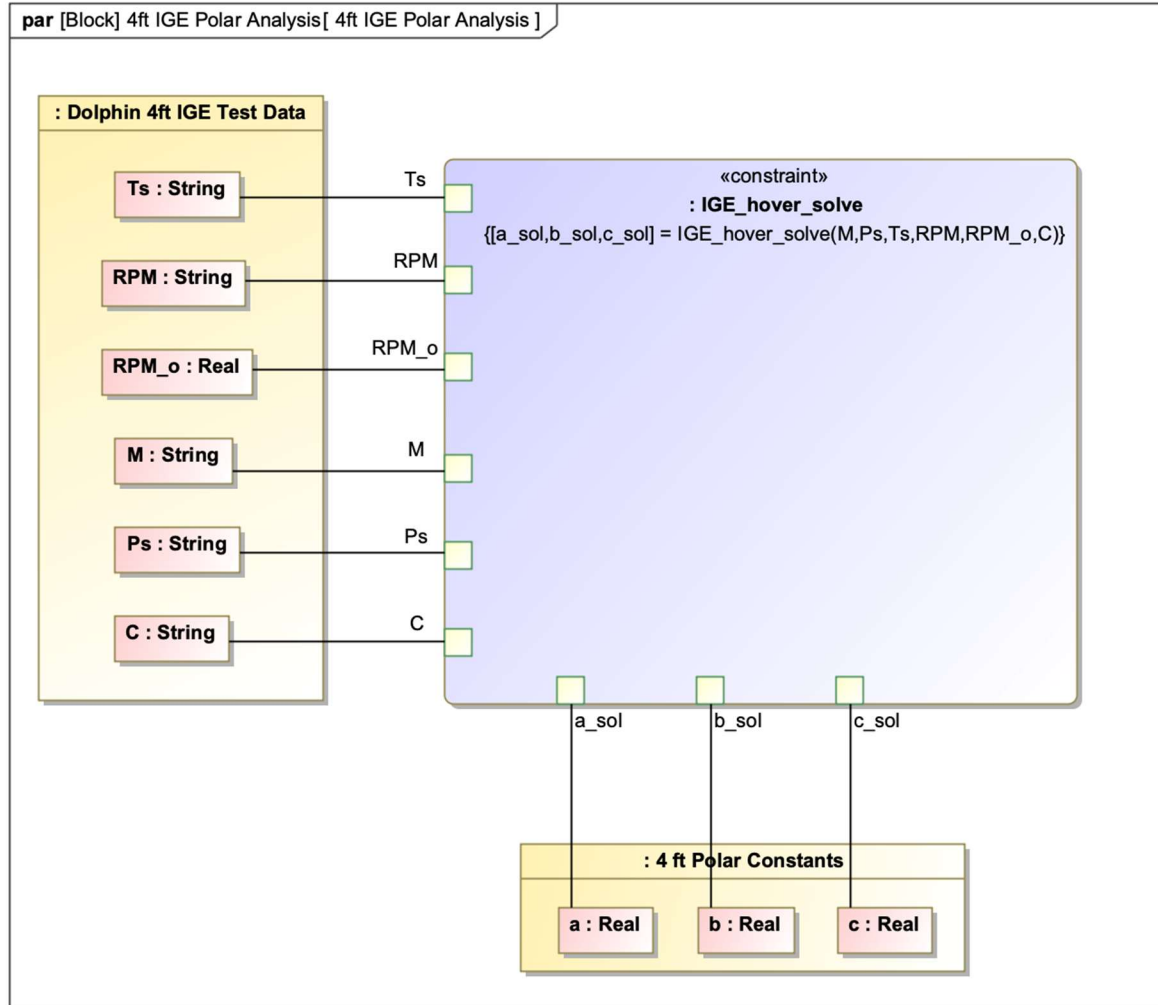 par [Block] 4ft IGE Polar Analysis[ 4ft IGE Polar Analysis ]
: Dolphin 4ft IGE Test Data
Ts : String
RPM : String
RPM_o : Real
M : String
Ps : String
C : String
Ts
RPM
RPM_o
M
Ps
C
«constraint»
: IGE_hover_solve
{[a_sol,b_sol,c_sol] = IGE_hover_solve(M,Ps,Ts,RPM,RPM_o,C)}
a_sol
b_sol
c_sol
: 4 ft Polar Constants
a : Real
b : Real
c : Real